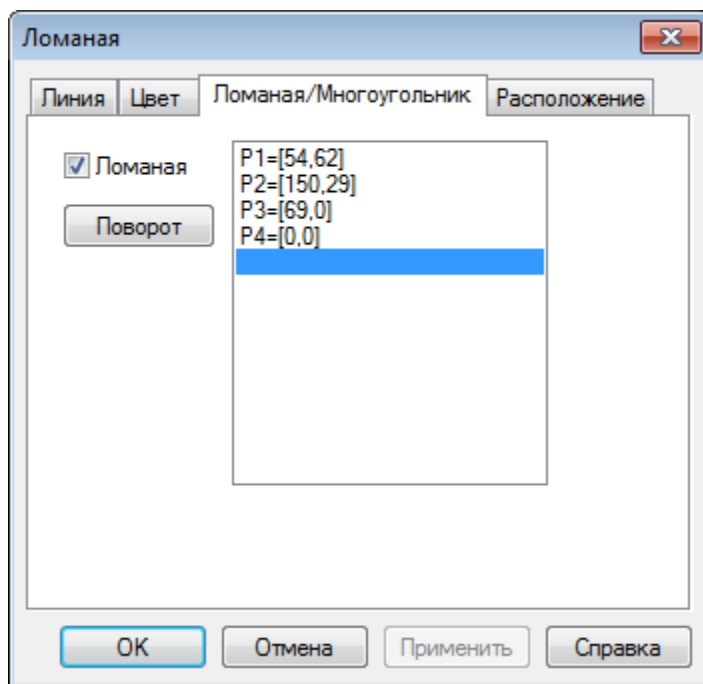 Ломаная
Линия Цвет Ломаная/Многоугольник Расположение
Ломаная
Поворот
P1=[54,62]
P2=[150,29]
P3=[69,0]
P4=[0,0]
OK Отмена Применить Справка